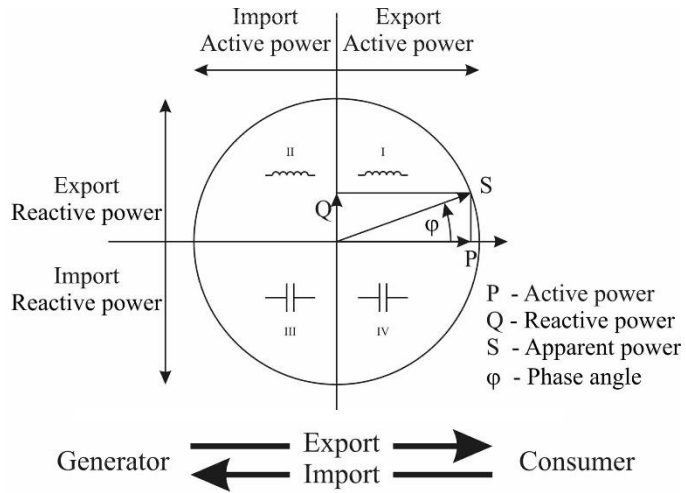 Import
Active power
Export
Active power
II
I
S
Export
Reactive power
Q
φ
P
Import
Reactive power
III
IV
P - Active power
Q - Reactive power
S - Apparent power
φ - Phase angle
Export
Generator
Consumer
Import